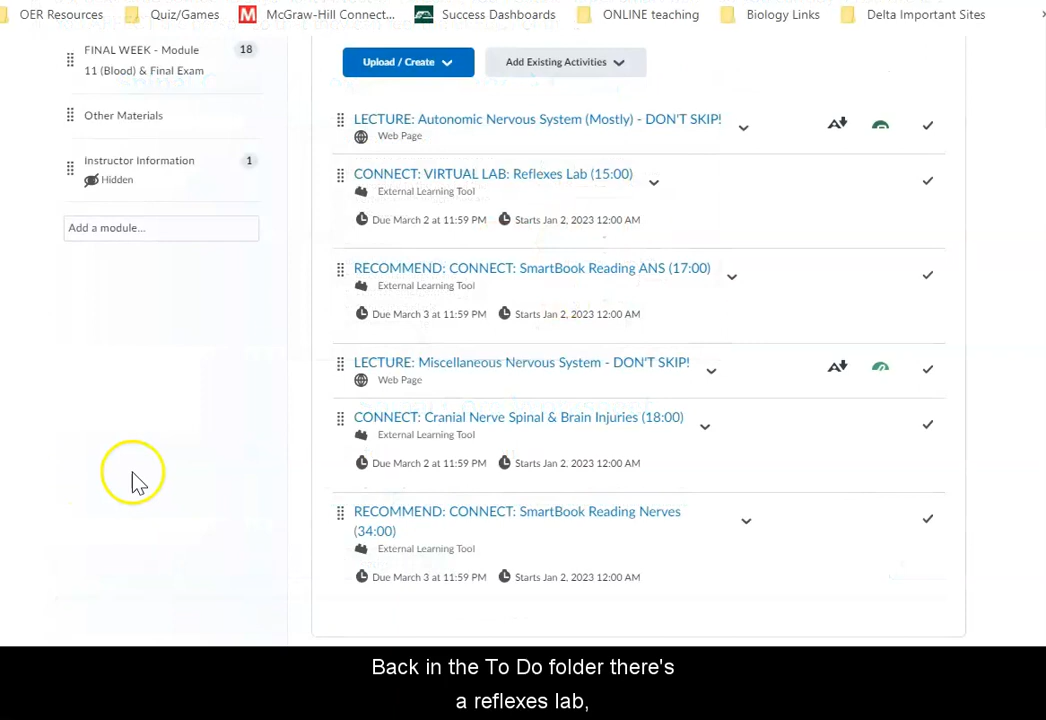 OER Resources Quiz/Games McGraw-Hill Connect... Success Dashboards ONLINE teaching Biology Links Delta Important Sites
FINAL WEEK - Module 18
11 (Blood) & Final Exam
Other Materials
Instructor Information 1
Hidden
Add a module...
Upload / Create Add Existing Activities
LECTURE: Autonomic Nervous System (Mostly) - DON'T SKIP!
Web Page
CONNECT: VIRTUAL LAB: Reflexes Lab (15:00)
External Learning Tool
Due March 2 at 11:59 PM Starts Jan 2, 2023 12:00 AM
RECOMMEND: CONNECT: SmartBook Reading ANS (17:00)
External Learning Tool
Due March 3 at 11:59 PM Starts Jan 2, 2023 12:00 AM
LECTURE: Miscellaneous Nervous System - DON'T SKIP!
Web Page
CONNECT: Cranial Nerve Spinal & Brain Injuries (18:00)
External Learning Tool
Due March 2 at 11:59 PM Starts Jan 2, 2023 12:00 AM
RECOMMEND: CONNECT: SmartBook Reading Nerves
(34:00)
External Learning Tool
Due March 3 at 11:59 PM Starts Jan 2, 2023 12:00 AM
Back in the To Do folder there's
a reflexes lab,